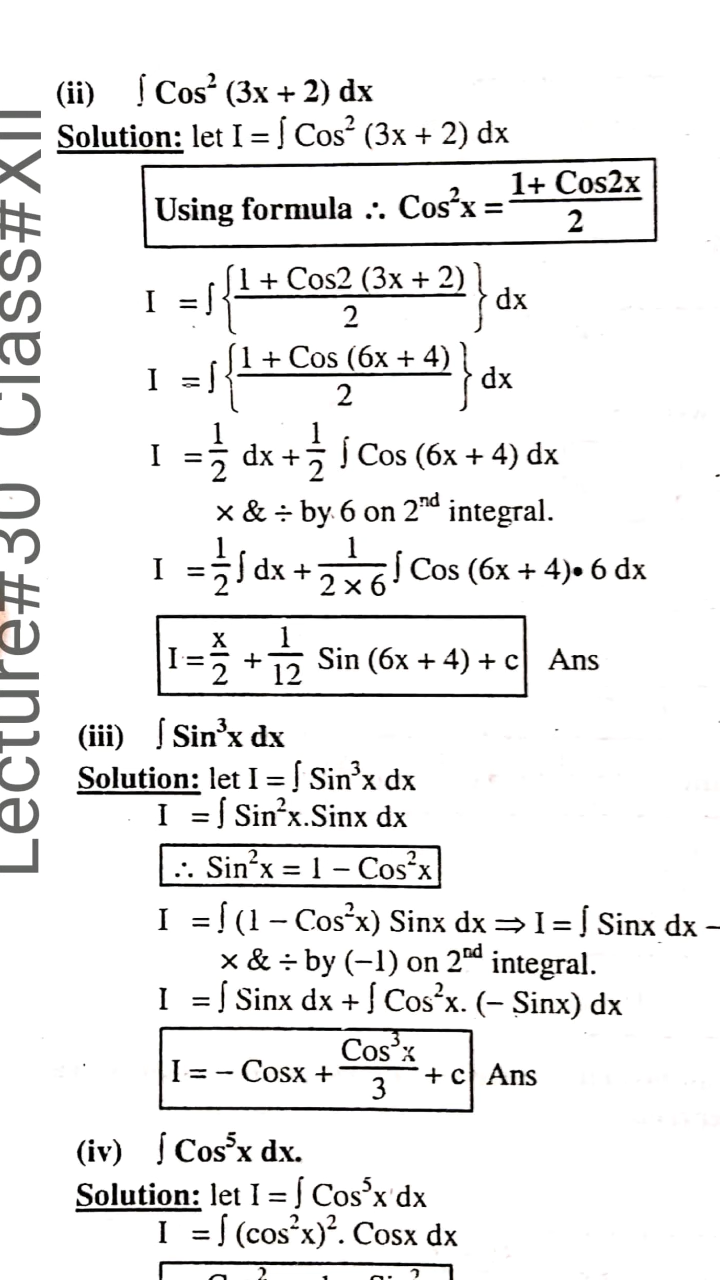 Lecture#30 Class#XII
(ii) ∫ Cos² (3x + 2) dx
Solution: let I = ∫ Cos² (3x + 2) dx
Using formula ∴ Cos²x = (1+ Cos2x)/2
I = ∫ {(1 + Cos2 (3x + 2))/2} dx
I = ∫ {(1 + Cos (6x + 4))/2} dx
I = 1/2 dx + 1/2 ∫ Cos (6x + 4) dx
× & ÷ by 6 on 2nd integral.
I = 1/2 ∫ dx + 1/(2 × 6) ∫ Cos (6x + 4)• 6 dx
I = x/2 + 1/12 Sin (6x + 4) + c Ans
(iii) ∫ Sin³x dx
Solution: let I = ∫ Sin³x dx
I = ∫ Sin²x.Sinx dx
∴ Sin²x = 1 – Cos²x
I = ∫ (1 – Cos²x) Sinx dx ⇒ I = ∫ Sinx dx –
× & ÷ by (–1) on 2nd integral.
I = ∫ Sinx dx + ∫ Cos²x. (– Sinx) dx
I = – Cosx + Cos³x/3 + c Ans
(iv) ∫ Cos⁵x dx.
Solution: let I = ∫ Cos⁵x dx
I = ∫ (cos²x)². Cosx dx